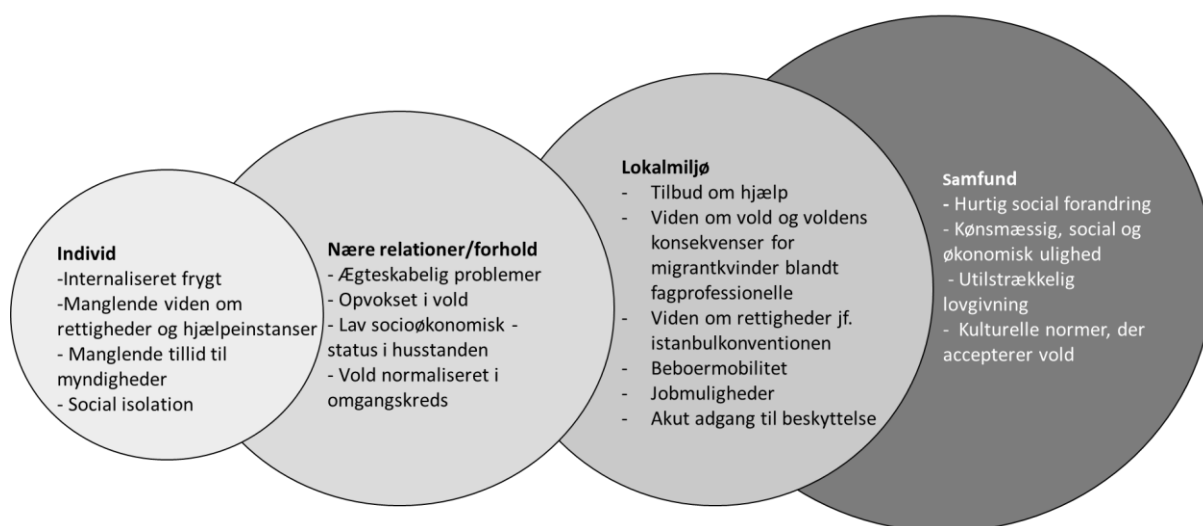 Individ
-Internaliseret frygt
-Manglende viden om
rettigheder og hjælpeinstanser
- Manglende tillid til
myndigheder
- Social isolation
Nære relationer/forhold
- Ægteskabelig problemer
- Opvokset i vold
- Lav socioøkonomisk -
status i husstanden
- Vold normaliseret i
omgangskreds
Lokalmiljø
- Tilbud om hjælp
- Viden om vold og voldens
konsekvenser for
migrantkvinder blandt
fagprofessionelle
- Viden om rettigheder jf.
istanbulkonventionen
- Beboermobilitet
- Jobmuligheder
- Akut adgang til beskyttelse
Samfund
- Hurtig social forandring
- Kønsmæssig, social og
økonomisk ulighed
- Utilstrækkelig
lovgivning
- Kulturelle normer, der
accepterer vold